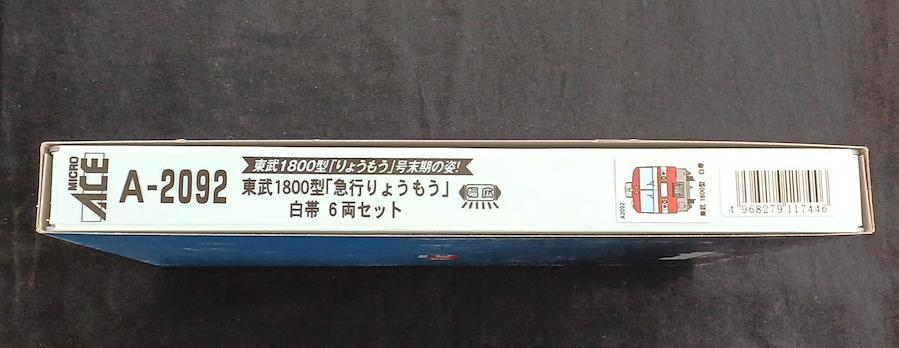 MICRO
ACE
A-2092
東武1800型「りょうもう」号末期の姿!
東武1800型「急行りょうもう」
白帯 6両セット
A2092
東武 1800型 白帯
4 968279 117446